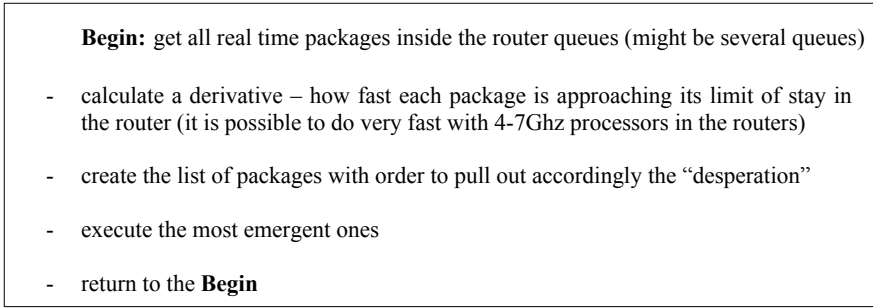 Begin: get all real time packages inside the router queues (might be several queues)
- calculate a derivative – how fast each package is approaching its limit of stay in
the router (it is possible to do very fast with 4-7Ghz processors in the routers)
- create the list of packages with order to pull out accordingly the “desperation”
- execute the most emergent ones
- return to the Begin